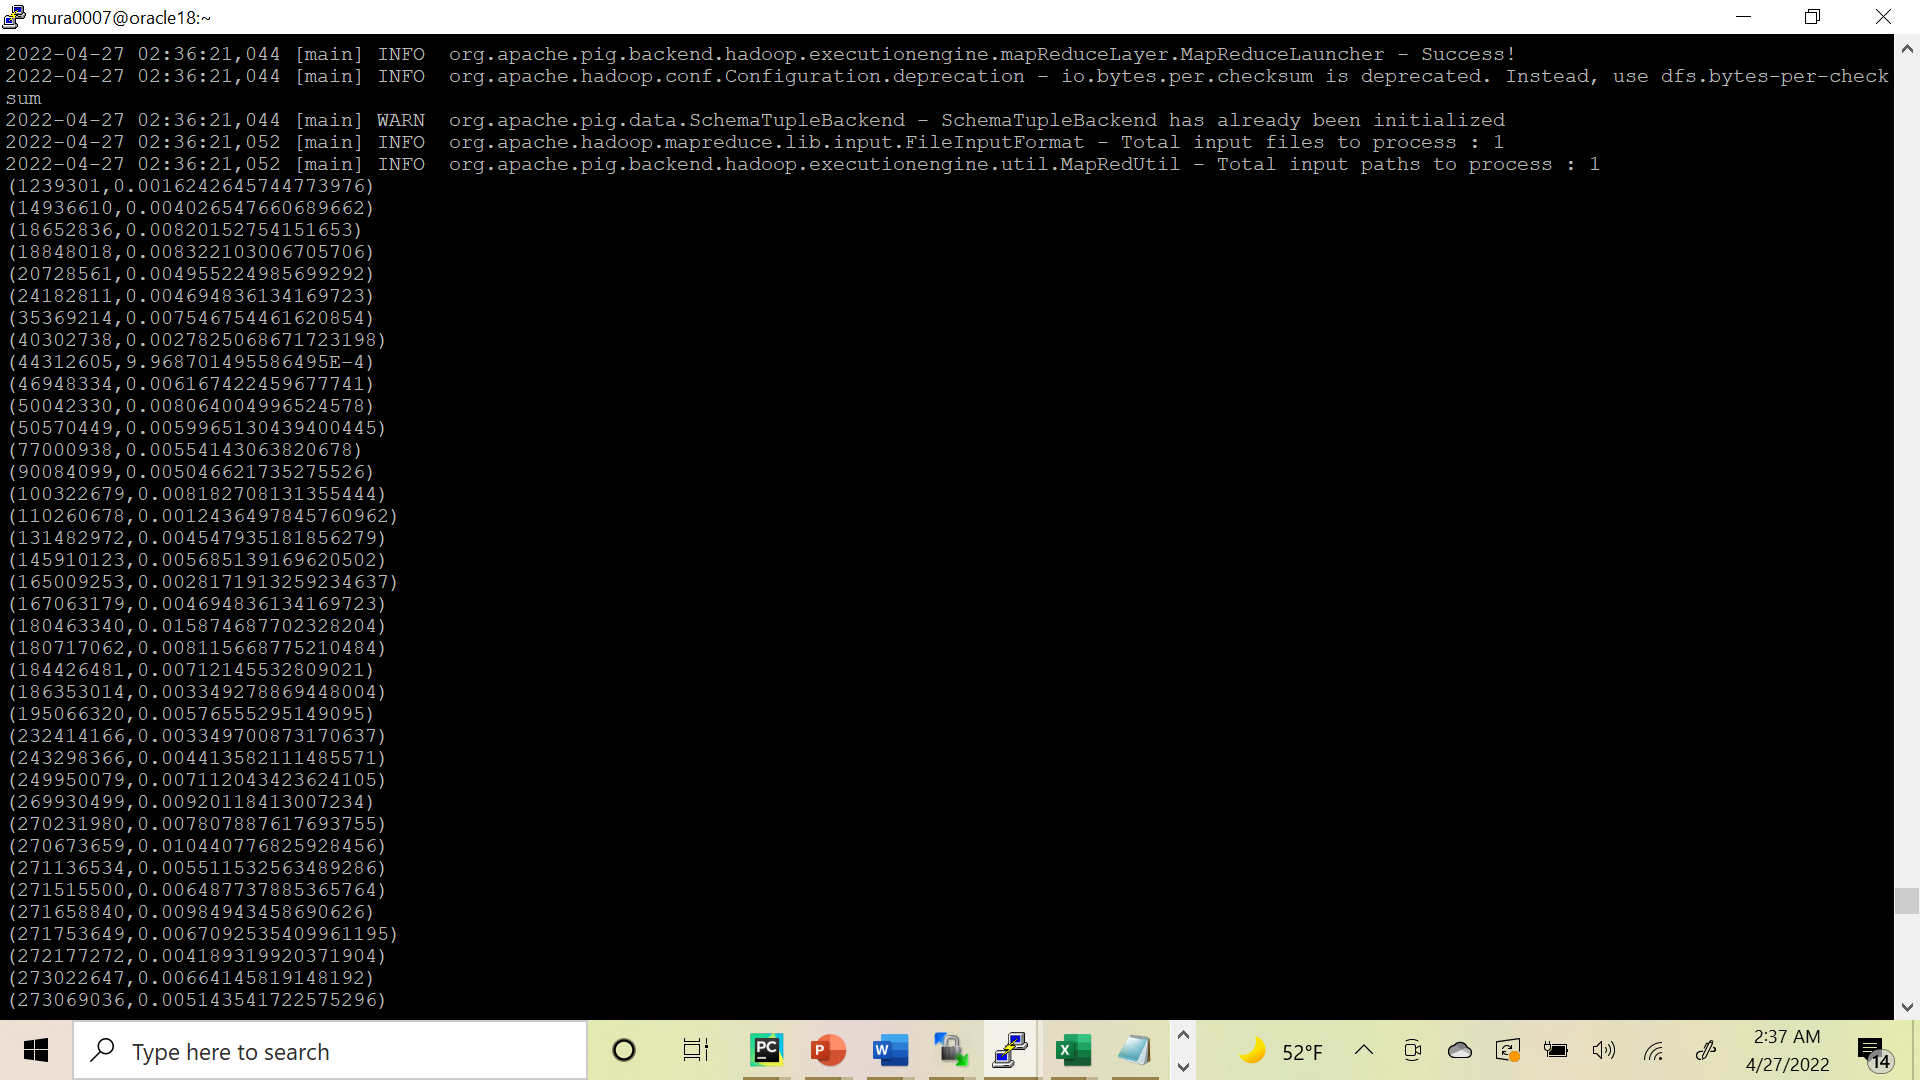 mura0007@oracle18:~
2022-04-27 02:36:21,044 [main] INFO  org.apache.pig.backend.hadoop.executionengine.mapReduceLayer.MapReduceLauncher - Success!
2022-04-27 02:36:21,044 [main] INFO  org.apache.hadoop.conf.Configuration.deprecation - io.bytes.per.checksum is deprecated. Instead, use dfs.bytes-per-check
sum
2022-04-27 02:36:21,044 [main] WARN  org.apache.pig.data.SchemaTupleBackend - SchemaTupleBackend has already been initialized
2022-04-27 02:36:21,052 [main] INFO  org.apache.hadoop.mapreduce.lib.input.FileInputFormat - Total input files to process : 1
2022-04-27 02:36:21,052 [main] INFO  org.apache.pig.backend.hadoop.executionengine.util.MapRedUtil - Total input paths to process : 1
(1239301,0.0016242645744773976)
(14936610,0.004026547660689662)
(18652836,0.00820152754151653)
(18848018,0.008322103006705706)
(20728561,0.004955224985699292)
(24182811,0.004694836134169723)
(35369214,0.007546754461620854)
(40302738,0.0027825068671723198)
(44312605,9.968701495586495E-4)
(46948334,0.006167422459677741)
(50042330,0.008064004996524578)
(50570449,0.0059965130439400445)
(77000938,0.00554143063820678)
(90084099,0.005046621735275526)
(100322679,0.008182708131355444)
(110260678,0.0012436497845760962)
(131482972,0.004547935181856279)
(145910123,0.005685139169620502)
(165009253,0.0028171913259234637)
(167063179,0.004694836134169723)
(180463340,0.015874687702328204)
(180717062,0.008115668775210484)
(184426481,0.00712145532809021)
(186353014,0.003349278869448004)
(195066320,0.00576555295149095)
(232414166,0.003349700873170637)
(243298366,0.004413582111485571)
(249950079,0.007112043423624105)
(269930499,0.00920118413007234)
(270231980,0.007807887617693755)
(270673659,0.010440776825928456)
(271136534,0.005511532563489286)
(271515500,0.006487737885365764)
(271658840,0.00984943458690626)
(271753649,0.0067092535409961195)
(272177272,0.004189319920371904)
(273022647,0.00664145819148192)
(273069036,0.005143541722575296)
Type here to search
PC
P
W
X
52°F
2:37 AM
4/27/2022
14